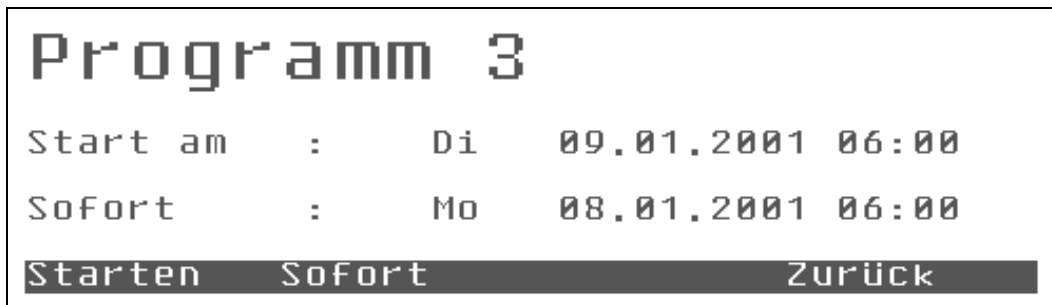 Programm 3
Start am : Di 09.01.2001 06:00
Sofort : Mo 08.01.2001 06:00
Starten Sofort Zurück